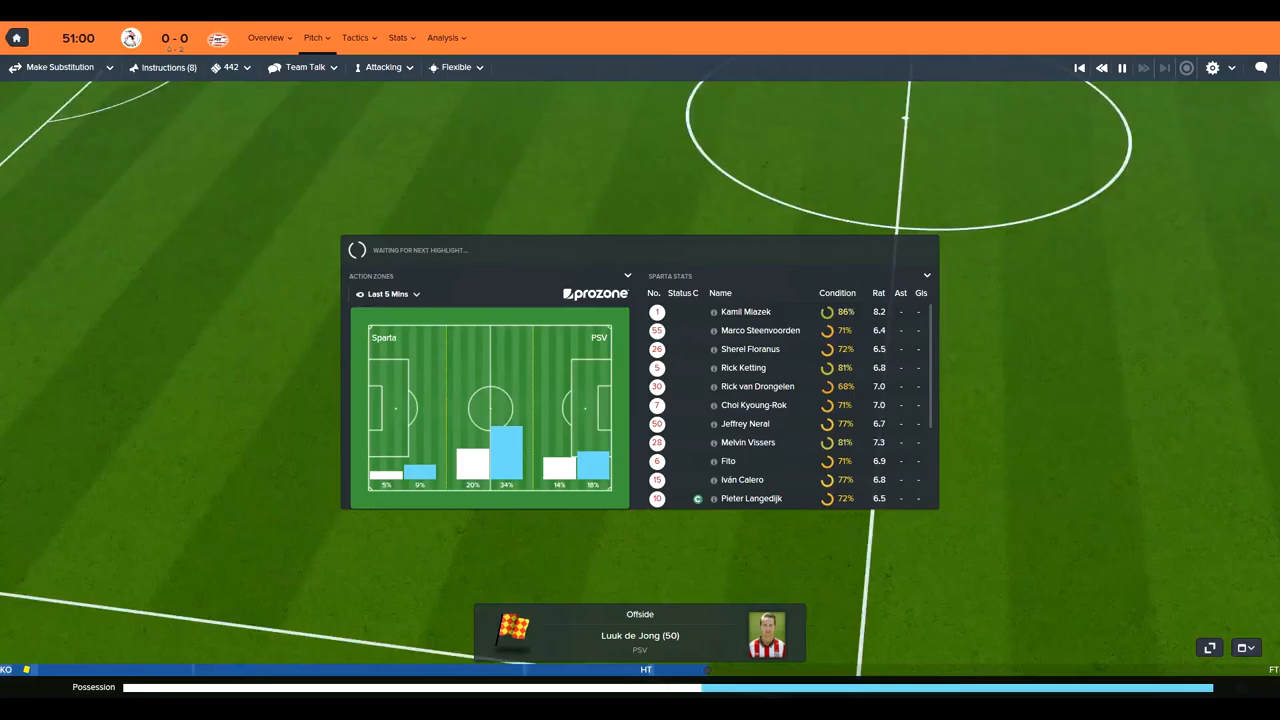 51:00 0 - 0 Overview Pitch Tactics Stats Analysis
0 - 2
Make Substitution Instructions (8) 442 Team Talk Attacking Flexible
WAITING FOR NEXT HIGHLIGHT...
ACTION ZONES
Last 5 Mins prozone
Sparta PSV
5% 9% 20% 34% 14% 18%
SPARTA STATS
No. Status C Name Condition Rat Ast Gls
1 Kamil Miazek 86% 8.2 - -
55 Marco Steenvoorden 71% 6.4 - -
26 Sherel Floranus 72% 6.5 - -
5 Rick Ketting 81% 6.8 - -
30 Rick van Drongelen 68% 7.0 - -
7 Choi Kyoung-Rok 71% 7.0 - -
50 Jeffrey Neral 77% 6.7 - -
28 Melvin Vissers 81% 7.3 - -
6 Fito 71% 6.9 - -
15 Iván Calero 77% 6.8 - -
10 C Pieter Langedijk 72% 6.5 - -
Offside
Luuk de Jong (50)
PSV
KO HT FT
Possession